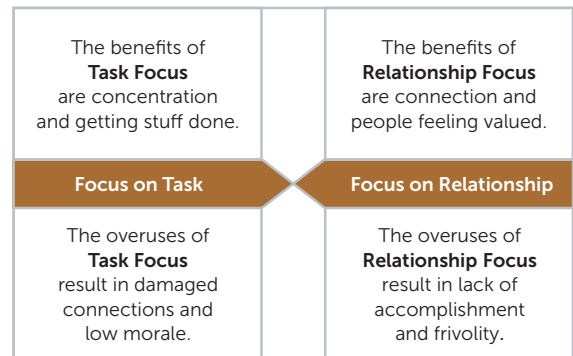 The benefits of
Task Focus
are concentration
and getting stuff done.
The benefits of
Relationship Focus
are connection and
people feeling valued.
Focus on Task
Focus on Relationship
The overuses of
Task Focus
result in damaged
connections and
low morale.
The overuses of
Relationship Focus
result in lack of
accomplishment
and frivolity.